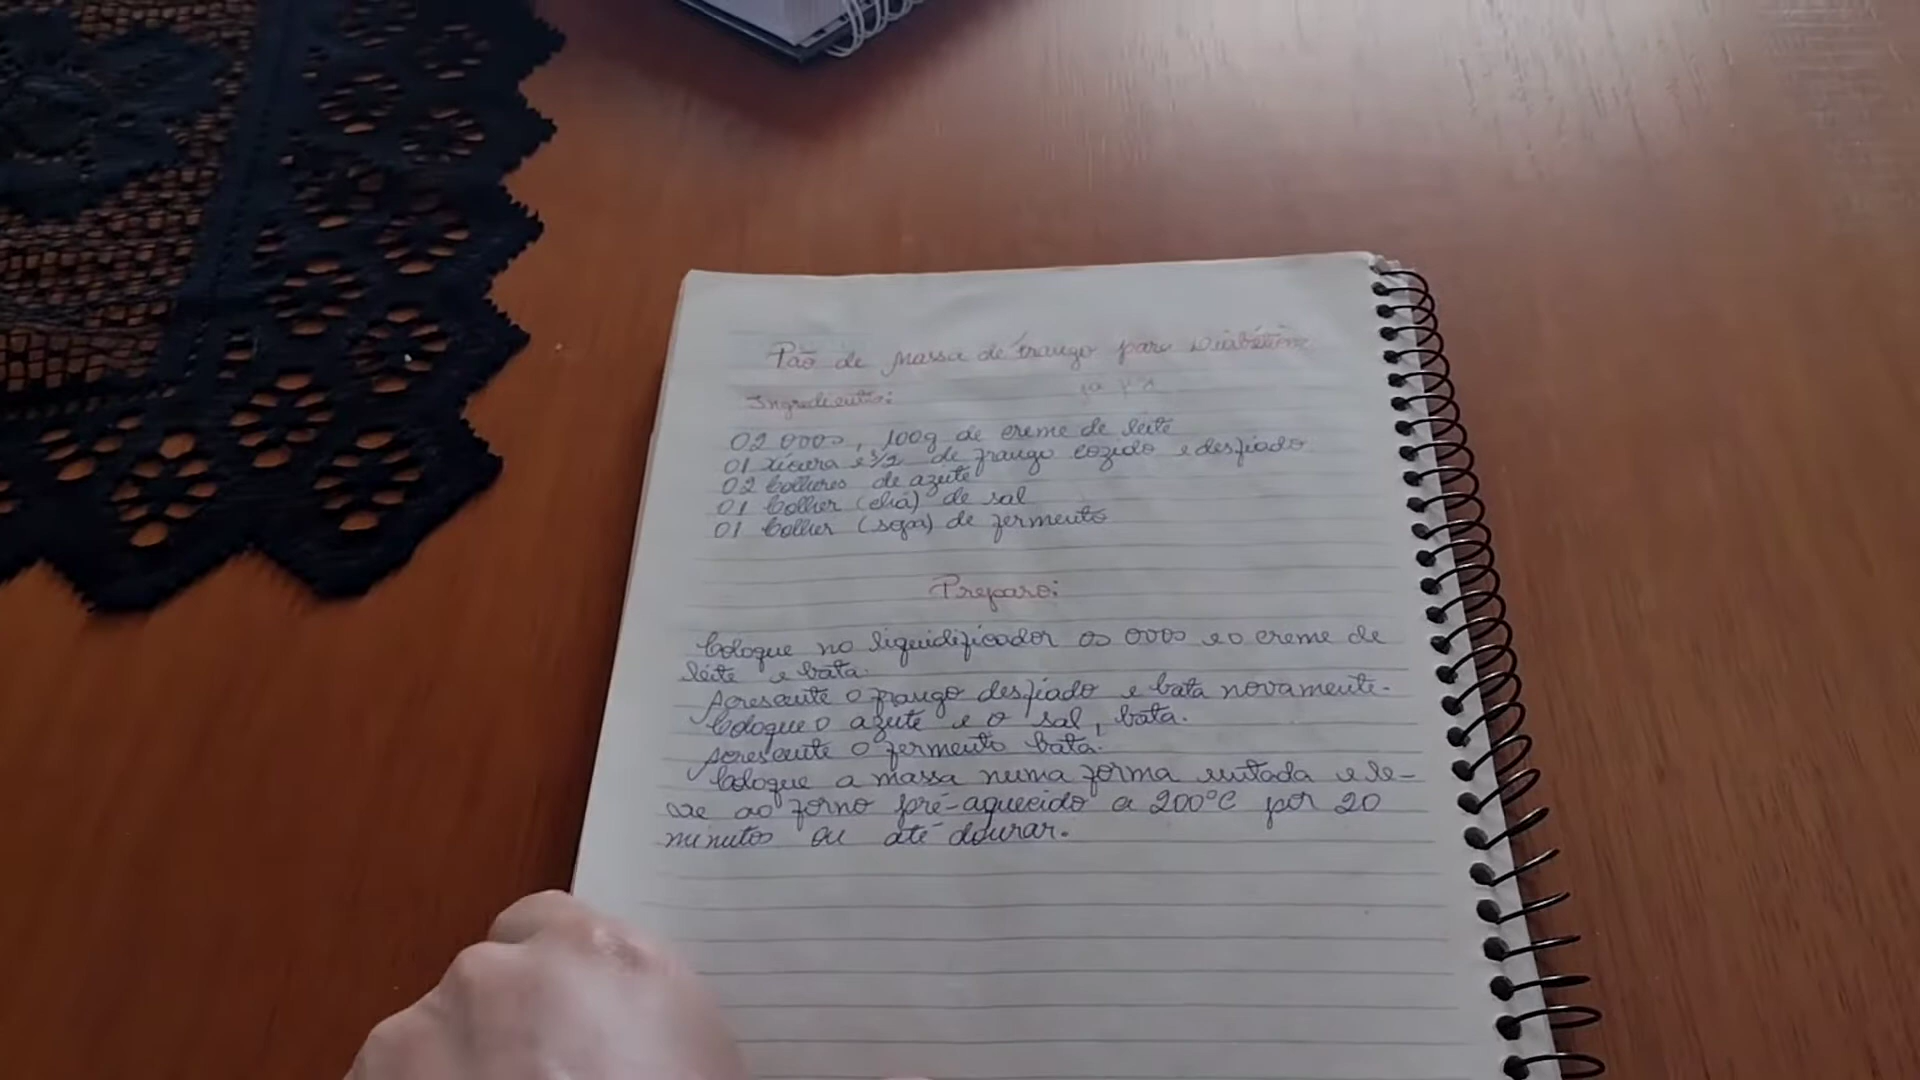 Pão de Massa de frango para Diabético
Ingredientes:
02 ovos, 100g de creme de leite
01 xícara e 1/2 de frango cozido e desfiado
02 Colheres de azeite
01 Colher (chá) de sal
01 Colher (sopa) de fermento
Preparo:
Coloque no liquidificador os ovos e o creme de
leite e bata.
Acrescente o frango desfiado e bata novamente.
Coloque o azeite e o sal, bata.
Acrescente o fermento bata.
Coloque a massa numa forma untada e le-
ve ao forno pré-aquecido a 200°C por 20
minutos ou até dourar.